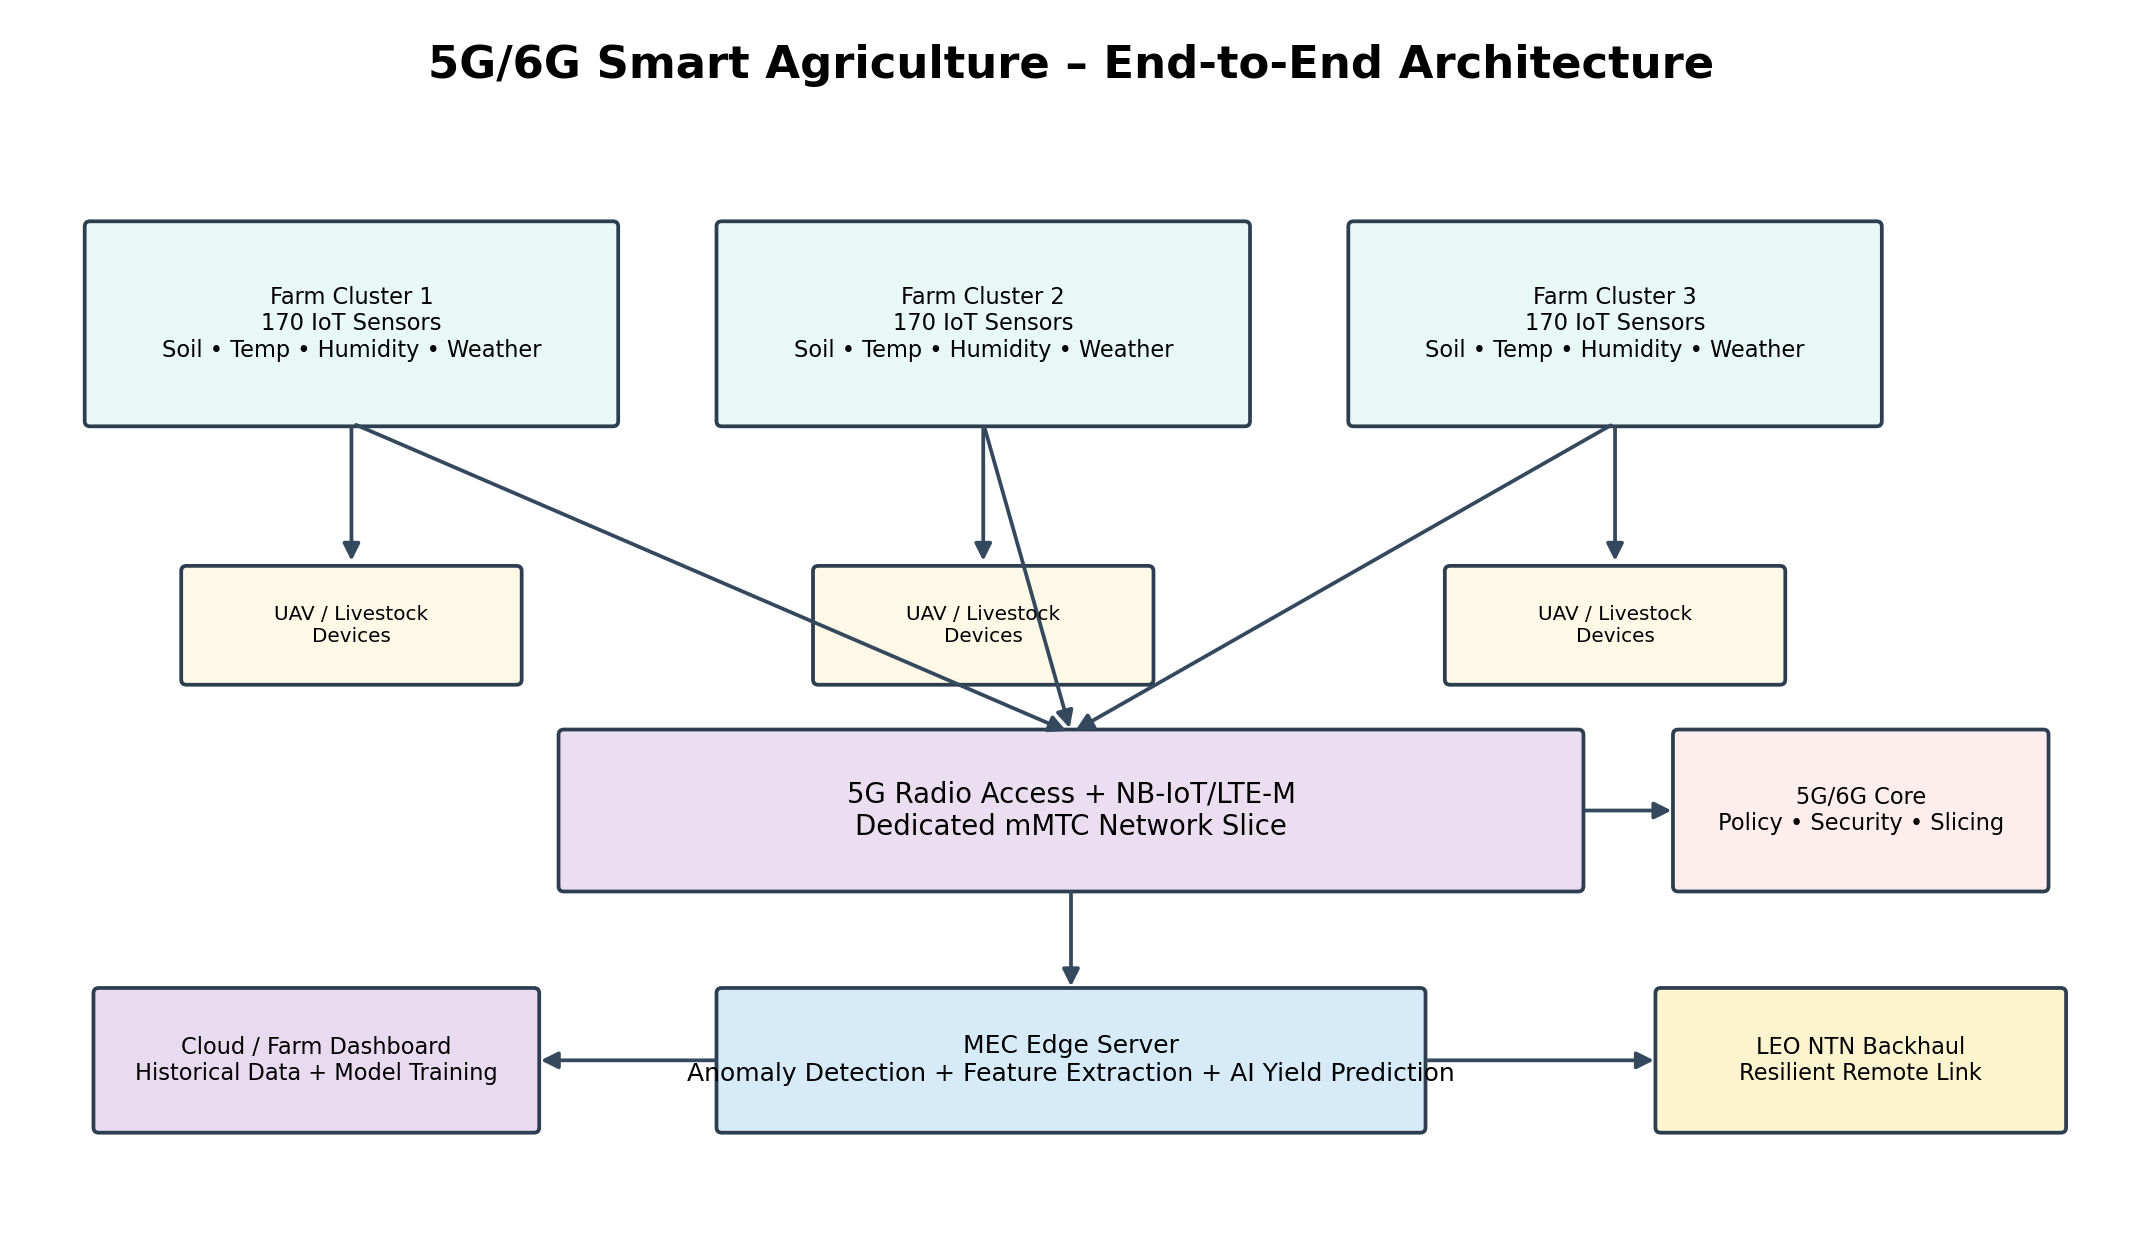 5G/6G Smart Agriculture – End-to-End Architecture
Farm Cluster 1
170 IoT Sensors
Soil • Temp • Humidity • Weather
Farm Cluster 2
170 IoT Sensors
Soil • Temp • Humidity • Weather
Farm Cluster 3
170 IoT Sensors
Soil • Temp • Humidity • Weather
UAV / Livestock
Devices
UAV / Livestock
Devices
UAV / Livestock
Devices
5G Radio Access + NB-IoT/LTE-M
Dedicated mMTC Network Slice
5G/6G Core
Policy • Security • Slicing
Cloud / Farm Dashboard
Historical Data + Model Training
MEC Edge Server
Anomaly Detection + Feature Extraction + AI Yield Prediction
LEO NTN Backhaul
Resilient Remote Link